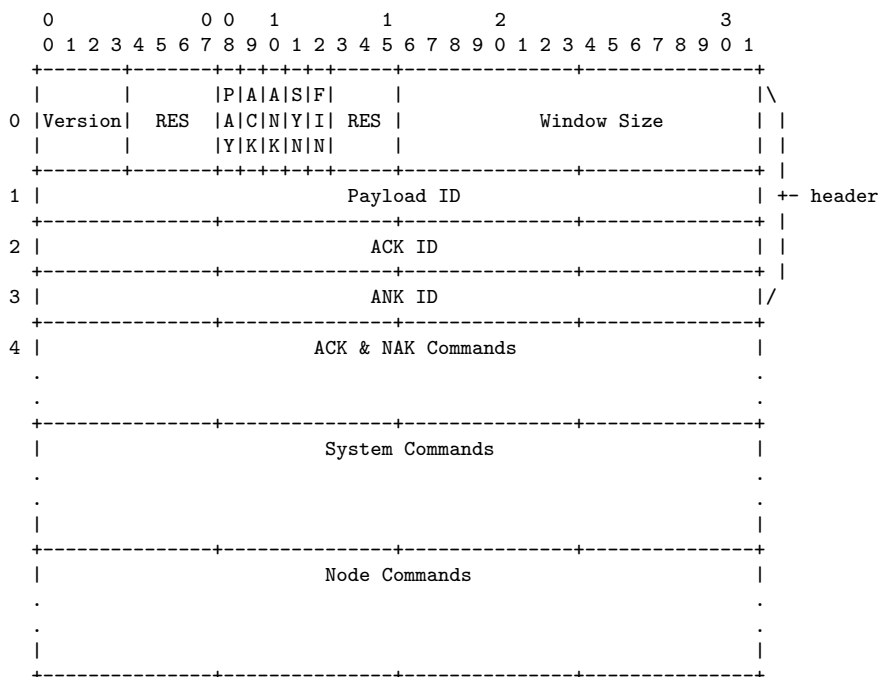 0                   0 0   1         1         2                   3
0 1 2 3 4 5 6 7 8 9 0 1 2 3 4 5 6 7 8 9 0 1 2 3 4 5 6 7 8 9 0 1
+-------+-------+-+-+-+-+-+-----+---------------+---------------+
|       |       |P|A|A|S|F|     |                               |\
0 |Version|  RES  |A|C|N|Y|I| RES |            Window Size        | |
|       |       |Y|K|K|N|N|     |                               | |
+-------+-------+-+-+-+-+-+-----+---------------+---------------+ |
1 |                           Payload ID                          | +- header
+---------------+---------------+---------------+---------------+ |
2 |                             ACK ID                            | |
+---------------+---------------+---------------+---------------+ |
3 |                             ANK ID                            |/
+---------------+---------------+---------------+---------------+
4 |                        ACK & NAK Commands                     |
.                                                               .
.                                                               .
+---------------+---------------+---------------+---------------+
|                         System Commands                       |
.                                                               .
.                                                               .
|                                                               |
+---------------+---------------+---------------+---------------+
|                         Node Commands                         |
.                                                               .
.                                                               .
|                                                               |
+---------------+---------------+---------------+---------------+